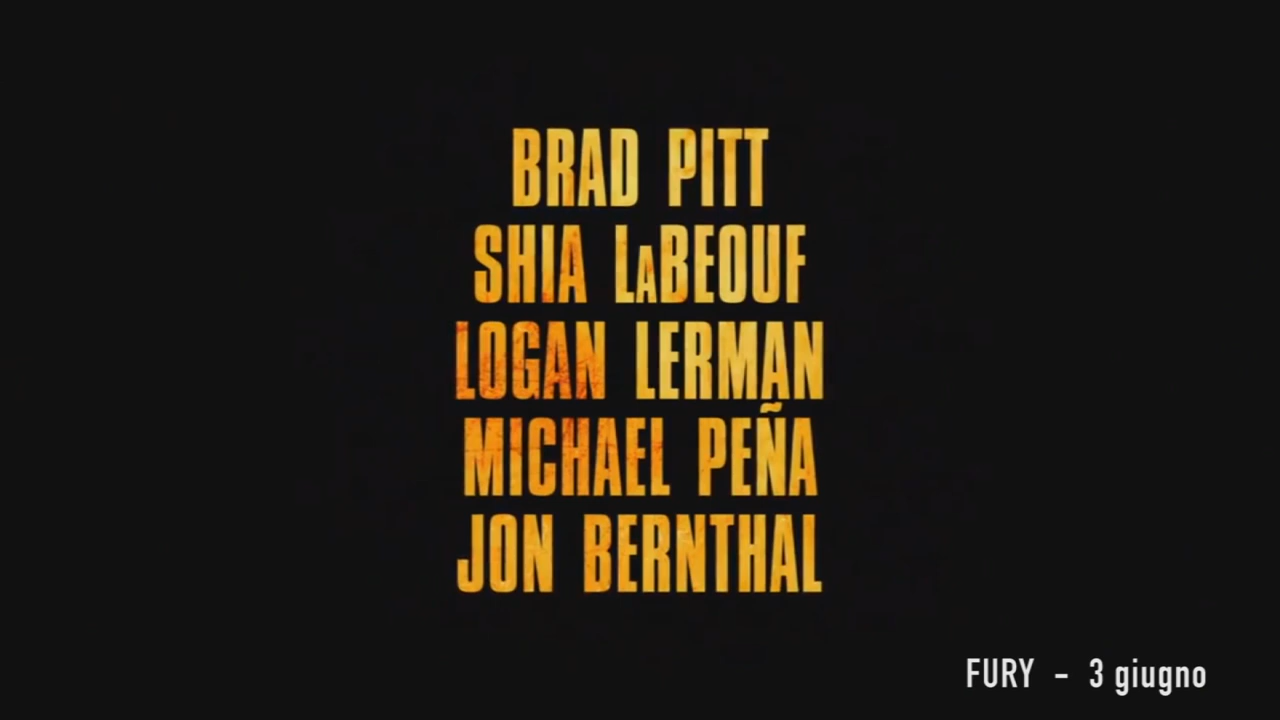 BRAD PITT
SHIA LaBEOUF
LOGAN LERMAN
MICHAEL PEÑA
JON BERNTHAL
FURY - 3 giugno